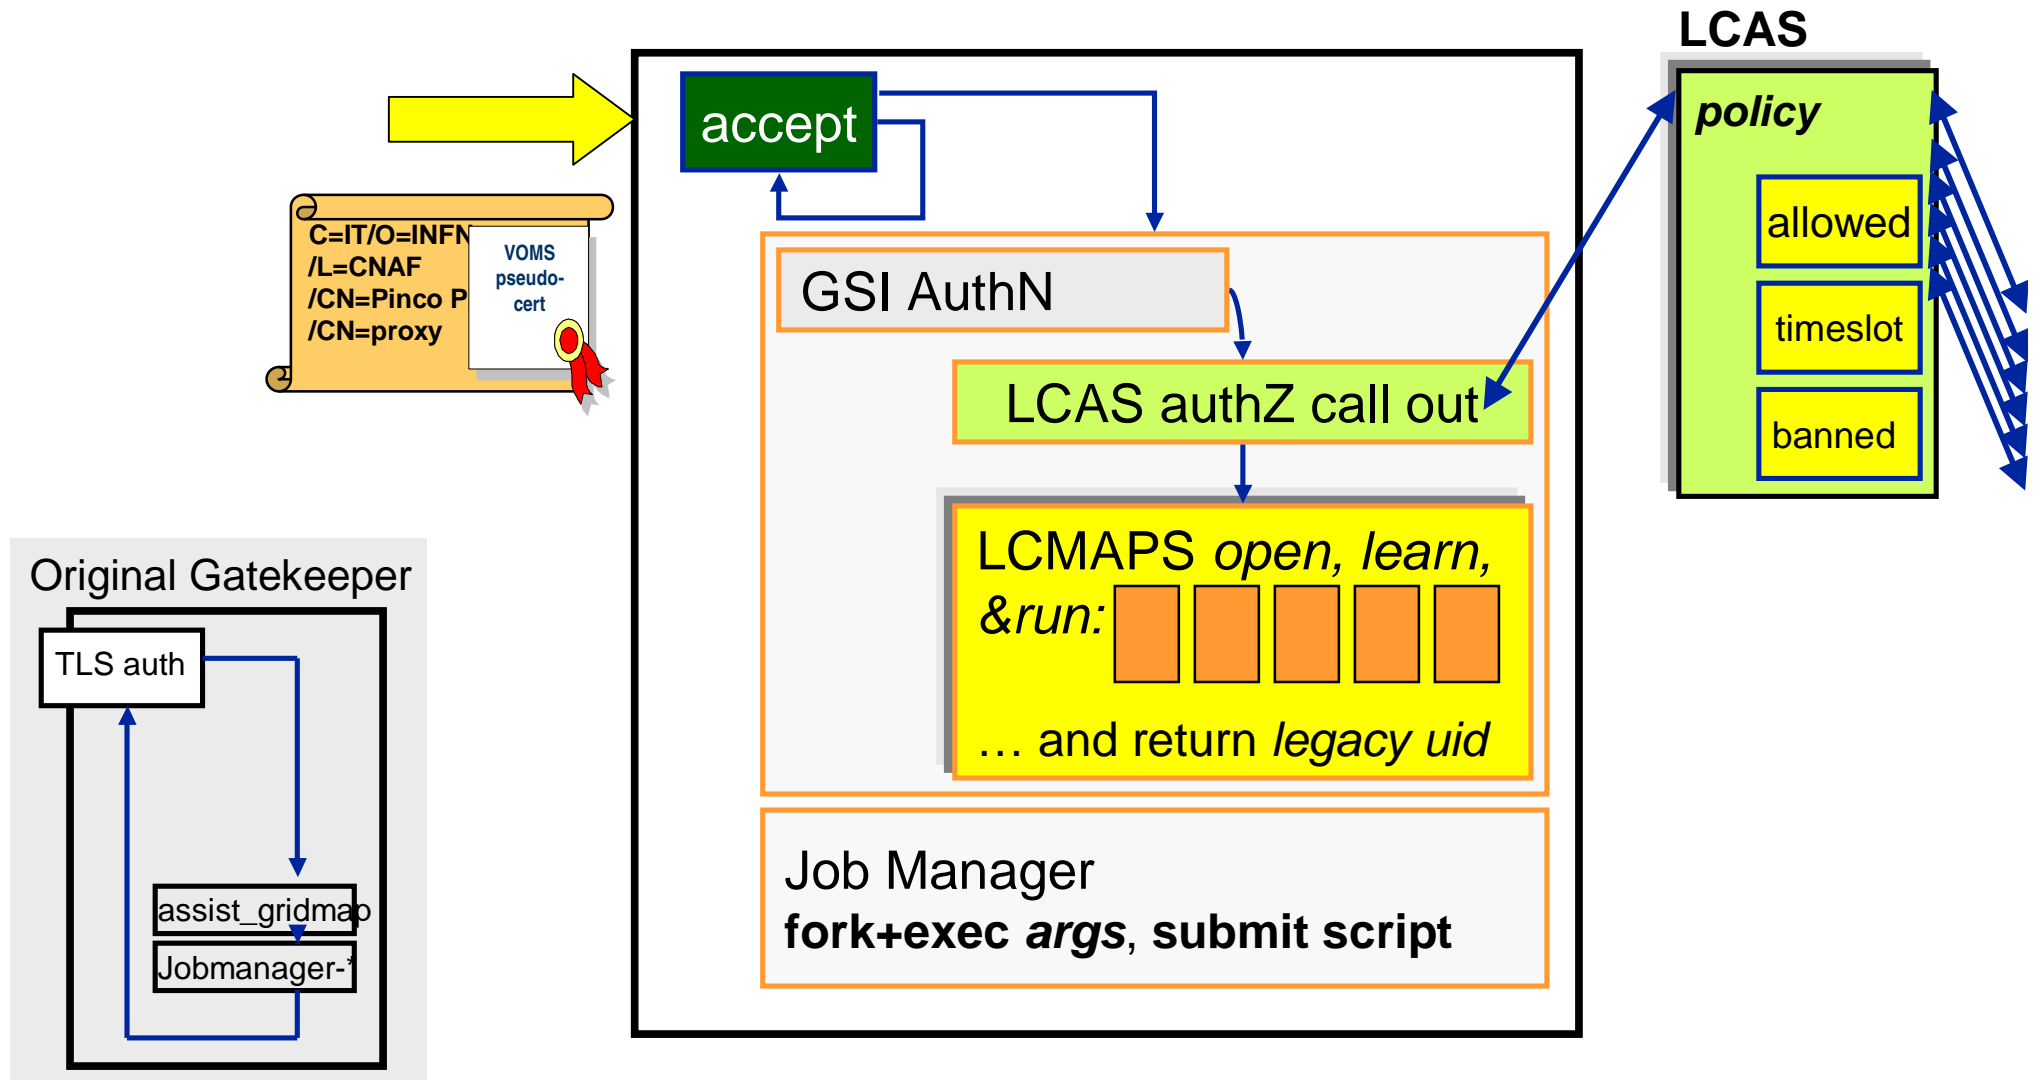 LCAS
accept
policy
allowed
timeslot
banned
C=IT/O=INFN
/L=CNAF
/CN=Pinco P
/CN=proxy
VOMS
pseudo-
cert
GSI AuthN
LCAS authZ call out
LCMAPS open, learn,
&run:
… and return legacy uid
Job Manager
fork+exec args, submit script
Original Gatekeeper
TLS auth
assist_gridmap
Jobmanager-*